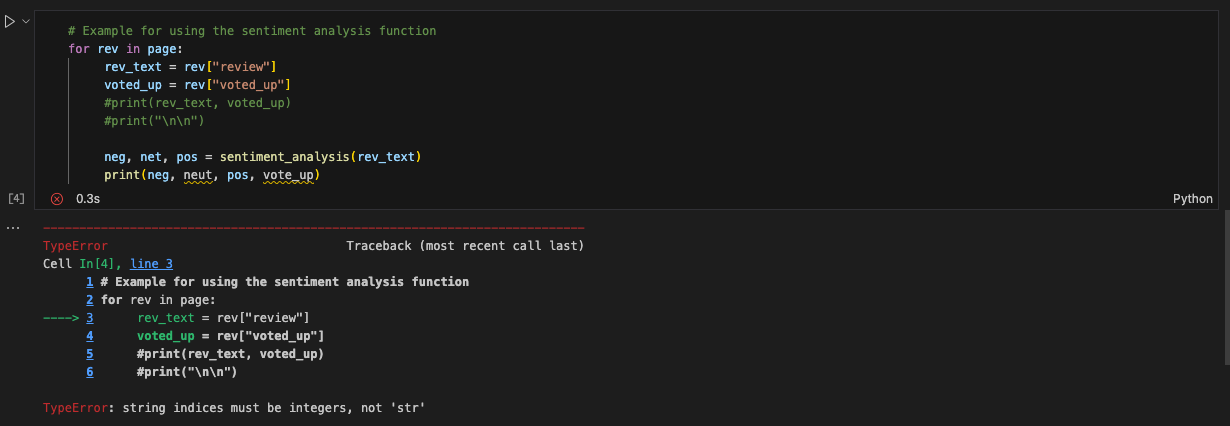 # Example for using the sentiment analysis function
for rev in page:
rev_text = rev["review"]
voted_up = rev["voted_up"]
#print(rev_text, voted_up)
#print("\n\n")
neg, net, pos = sentiment_analysis(rev_text)
print(neg, neut, pos, vote_up)
[4] 0.3s Python
...
---------------------------------------------------------------------------
TypeError Traceback (most recent call last)
Cell In[4], line 3
1 # Example for using the sentiment analysis function
2 for rev in page:
----> 3 rev_text = rev["review"]
4 voted_up = rev["voted_up"]
5 #print(rev_text, voted_up)
6 #print("\n\n")
TypeError: string indices must be integers, not 'str'